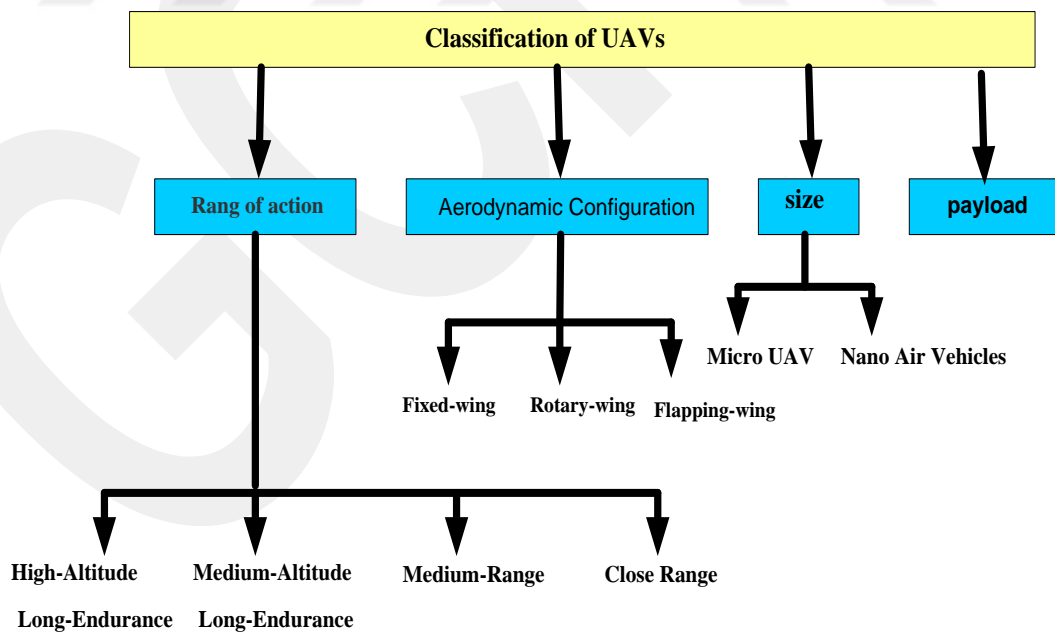 Classification of UAVs
Rang of action
Aerodynamic Configuration
size
payload
Micro UAV
Nano Air Vehicles
Fixed-wing
Rotary-wing
Flapping-wing
High-Altitude
Long-Endurance
Medium-Altitude
Long-Endurance
Medium-Range
Close Range